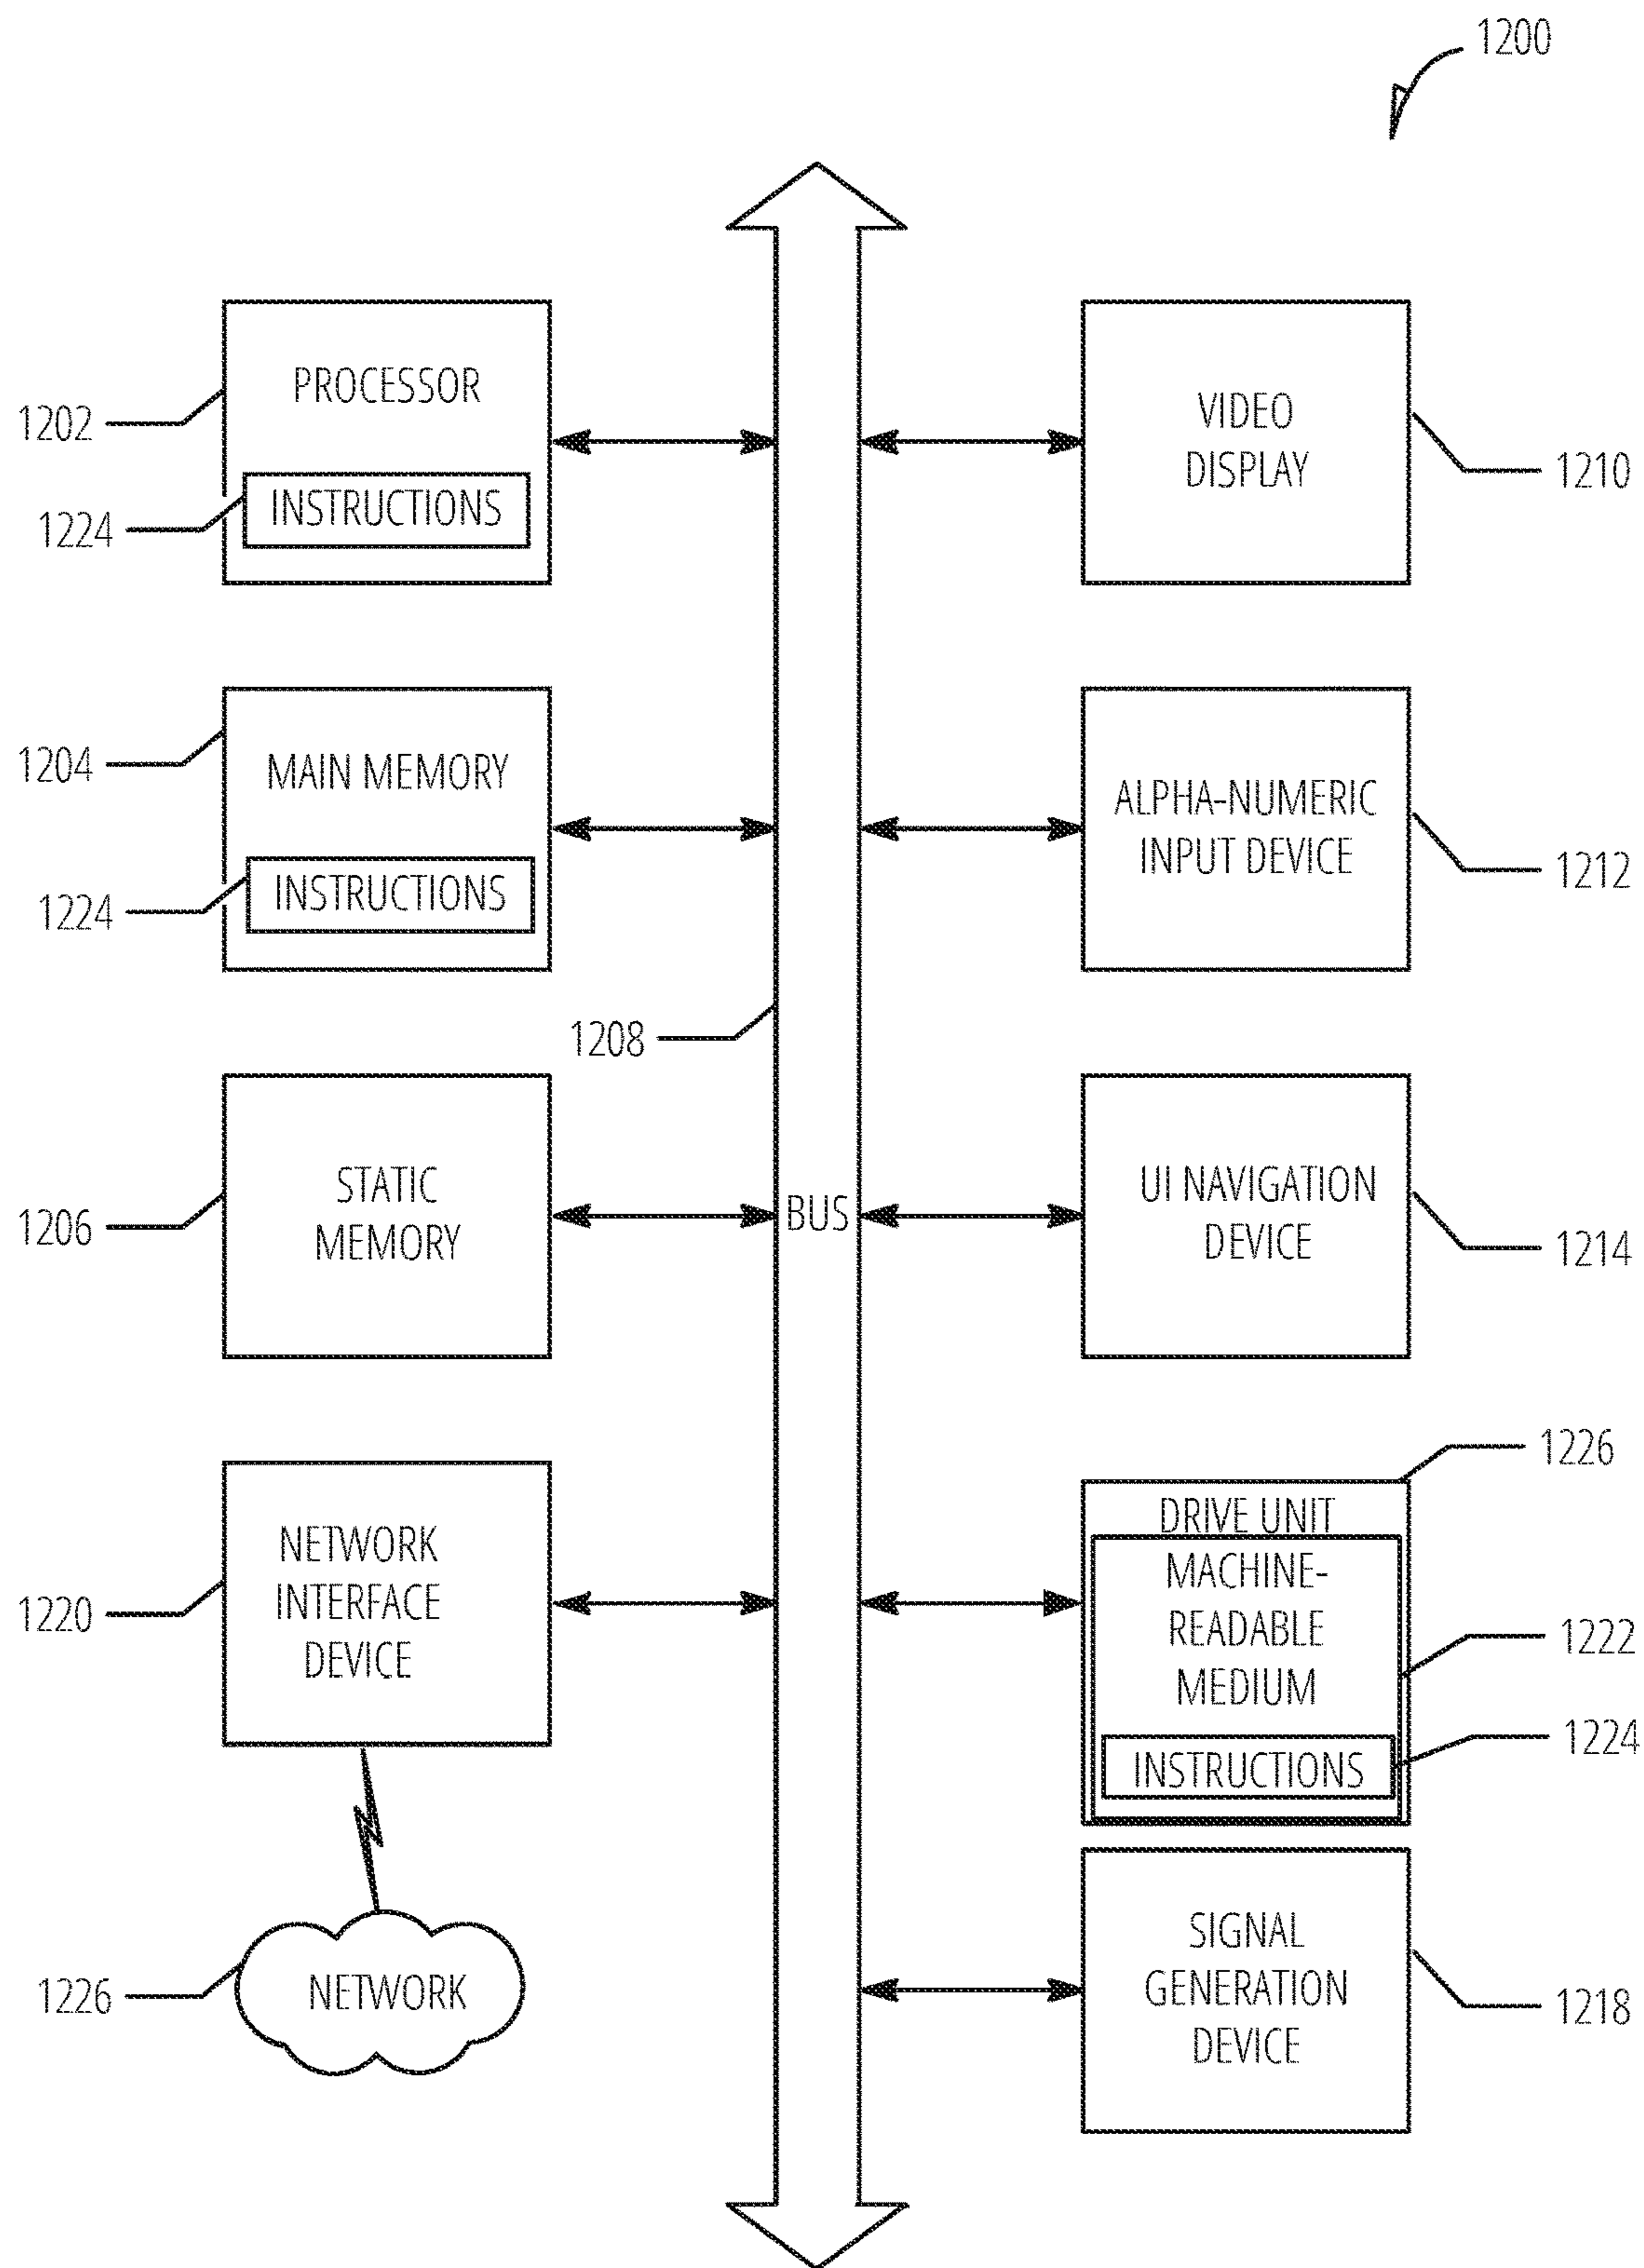 1200
PROCESSOR
1202
INSTRUCTIONS
1224
VIDEO
DISPLAY
1210
MAIN MEMORY
1204
INSTRUCTIONS
1224
ALPHA-NUMERIC
INPUT DEVICE
1212
1208
STATIC
MEMORY
1206
BUS
UI NAVIGATION
DEVICE
1214
NETWORK
INTERFACE
DEVICE
1220
1226
DRIVE UNIT
MACHINE-
READABLE
MEDIUM
1222
INSTRUCTIONS
1224
NETWORK
1226
SIGNAL
GENERATION
DEVICE
1218